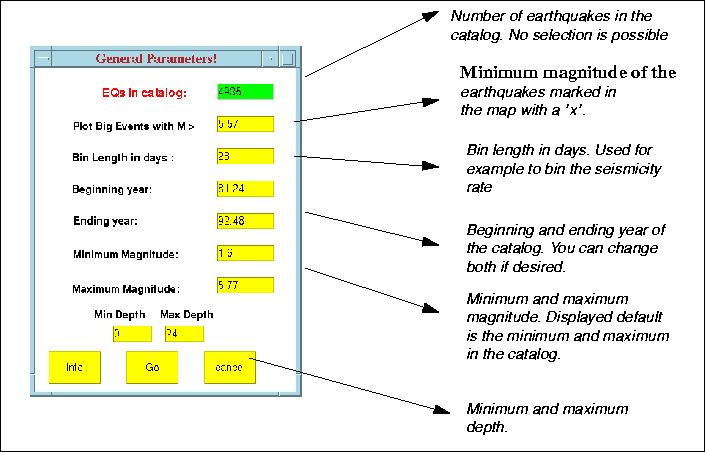 General Parameters!
EQs in catalog: 4935
Plot Big Events with M > 5.57
Bin Length in days : 28
Beginning year: 81.24
Ending year: 92.48
Minimum Magnitude: 1.6
Maximum Magnitude: 5.77
Min Depth Max Depth
0 24
Info Go cance
Number of earthquakes in the
catalog. No selection is possible
Minimum magnitude of the
earthquakes marked in
the map with a 'x'.
Bin length in days. Used for
example to bin the seismicity
rate
Beginning and ending year of
the catalog. You can change
both if desired.
Minimum and maximum
magnitude. Displayed default
is the minimum and maximum
in the catalog.
Minimum and maximum
depth.